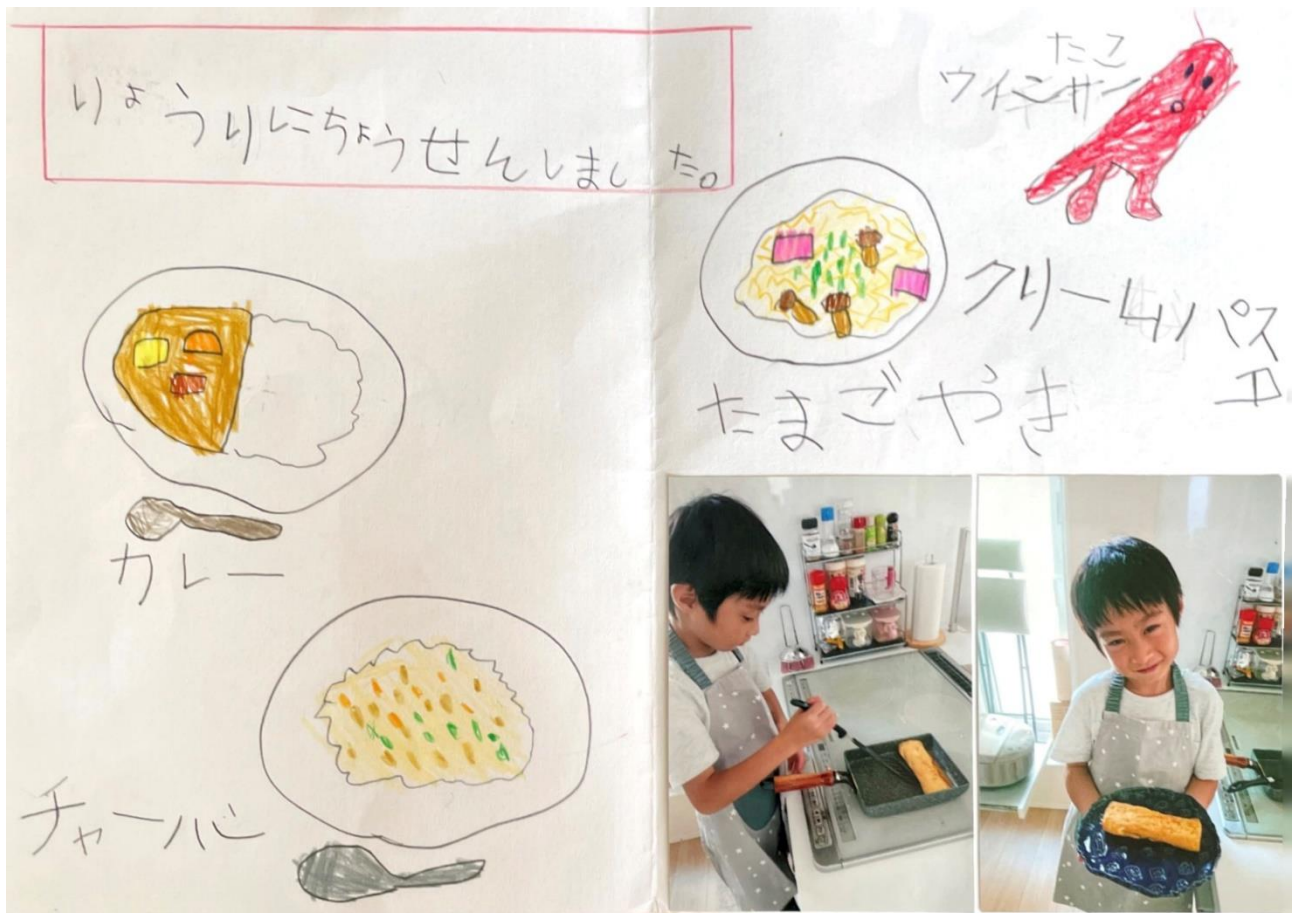 りょうりにちょうせんしました。
たこ
ウインナー
クリームパス
タ
たまごやき
カレー
チャーハン